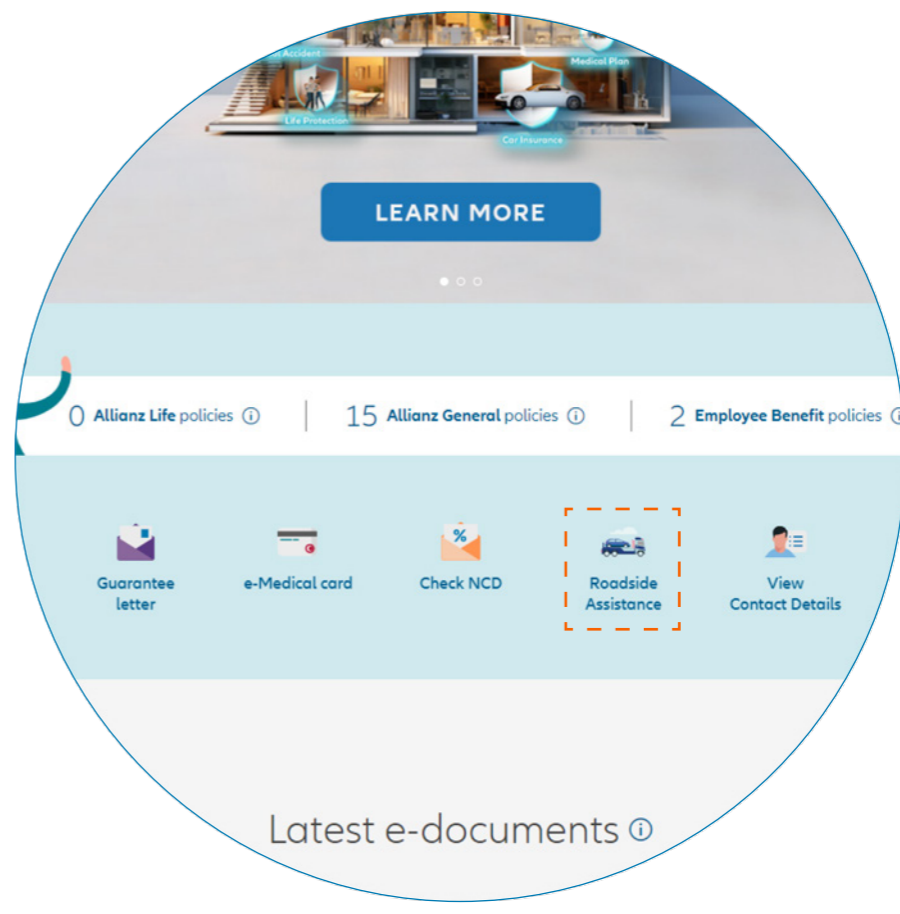 Accident
Medical Plan
Life Protection
Car Insurance
LEARN MORE
0 Allianz Life policies
15 Allianz General policies
2 Employee Benefit policies
%
Guarantee
letter
e-Medical card
Check NCD
Roadside
Assistance
View
Contact Details
Latest e-documents